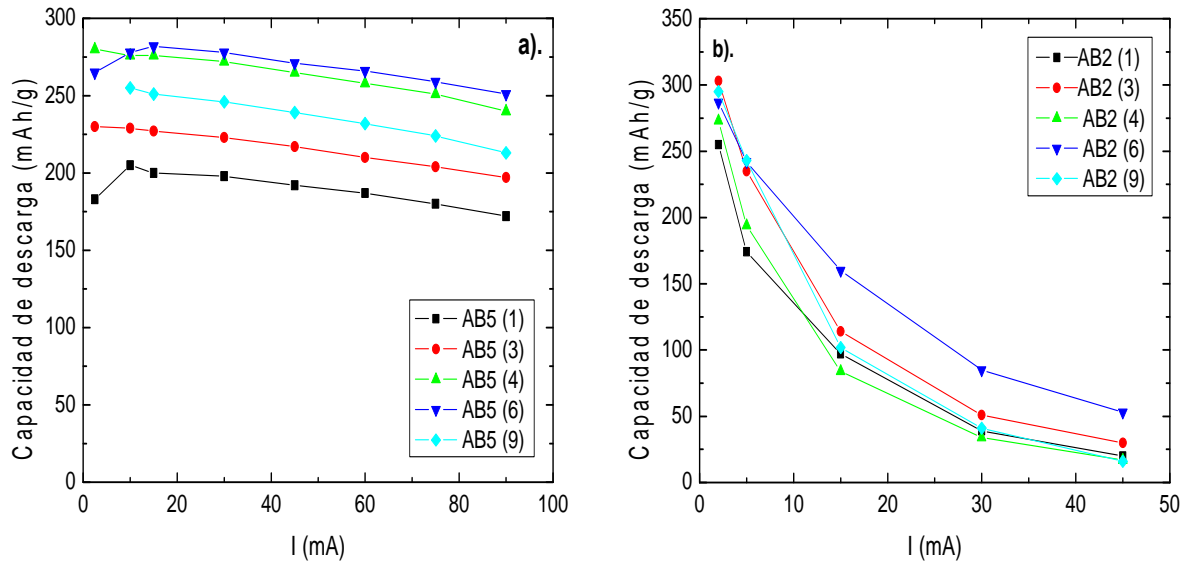 a).
Capacidad de descarga (mAh/g)
300
250
200
150
100
50
0
AB5 (1)
AB5 (3)
AB5 (4)
AB5 (6)
AB5 (9)
0 20 40 60 80 100
I (mA)
b).
Capacidad de descarga (mAh/g)
350
300
250
200
150
100
50
0
AB2 (1)
AB2 (3)
AB2 (4)
AB2 (6)
AB2 (9)
0 10 20 30 40 50
I (mA)